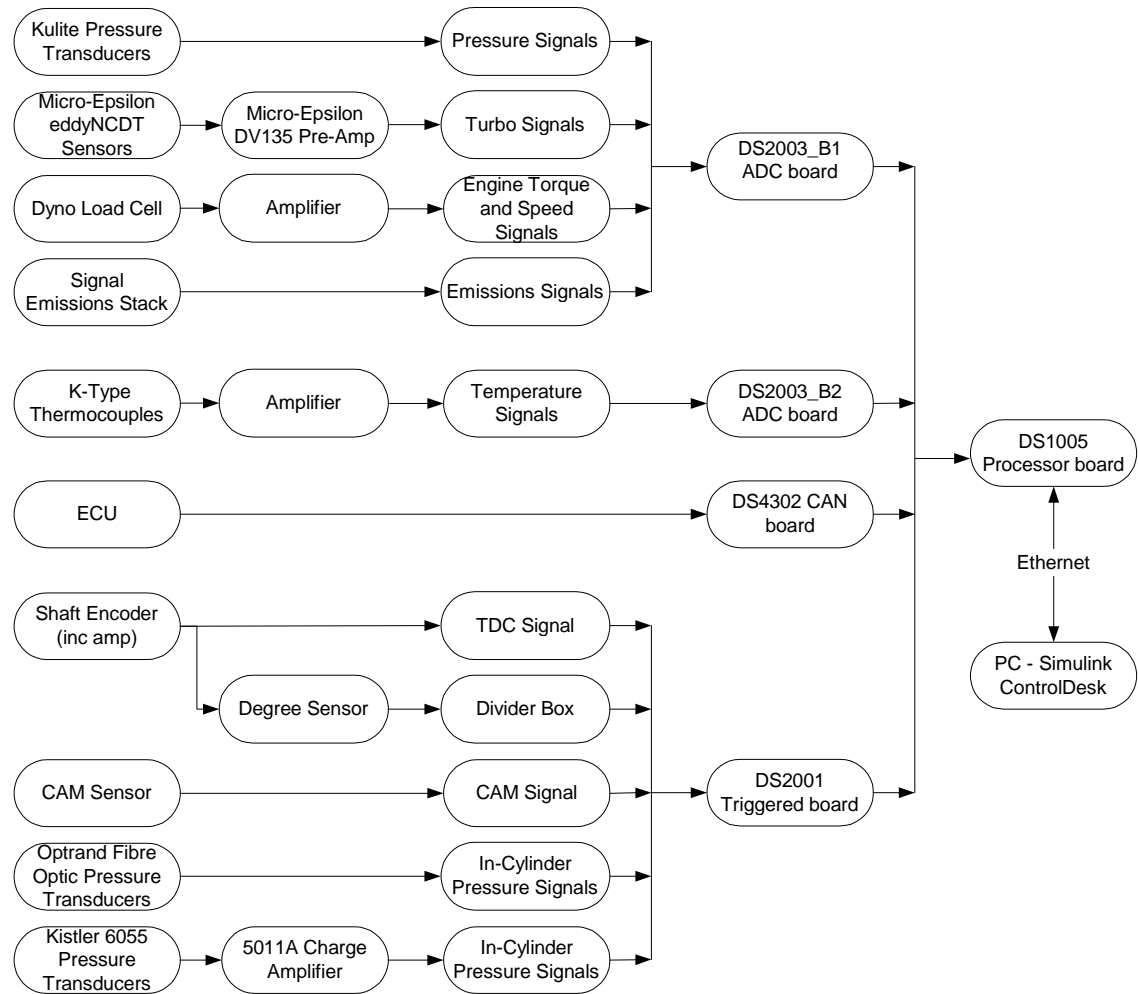 Kulite Pressure
Transducers
Pressure Signals
Micro-Epsilon
eddyNCDT
Sensors
Micro-Epsilon
DV135 Pre-Amp
Turbo Signals
DS2003_B1
ADC board
Dyno Load Cell
Amplifier
Engine Torque
and Speed
Signals
Signal
Emissions Stack
Emissions Signals
K-Type
Thermocouples
Amplifier
Temperature
Signals
DS2003_B2
ADC board
DS1005
Processor board
ECU
DS4302 CAN
board
Ethernet
Shaft Encoder
(inc amp)
TDC Signal
PC - Simulink
ControlDesk
Degree Sensor
Divider Box
CAM Sensor
CAM Signal
DS2001
Triggered board
Optrand Fibre
Optic Pressure
Transducers
In-Cylinder
Pressure Signals
Kistler 6055
Pressure
Transducers
5011A Charge
Amplifier
In-Cylinder
Pressure Signals